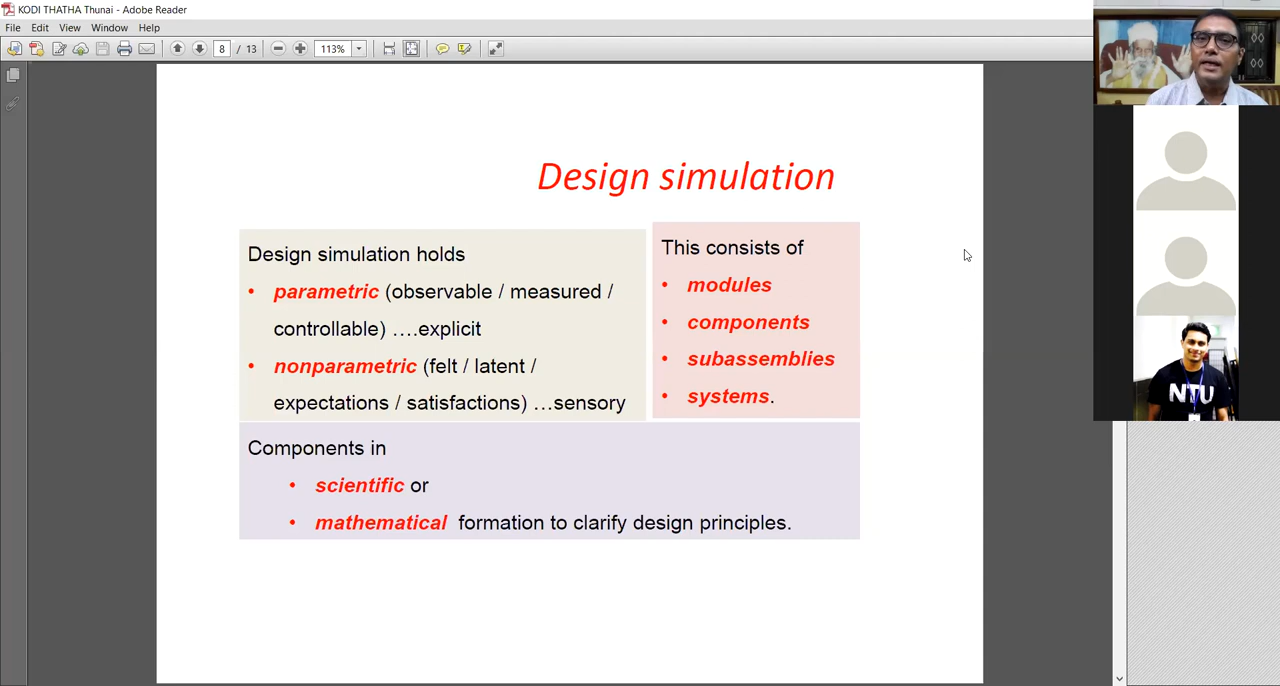 KODI THATHA Thunai - Adobe Reader
File Edit View Window Help
8 / 13 113%
Design simulation
Design simulation holds
• parametric (observable / measured /
controllable) ….explicit
• nonparametric (felt / latent /
expectations / satisfactions) …sensory
This consists of
• modules
• components
• subassemblies
• systems.
Components in
• scientific or
• mathematical formation to clarify design principles.
NTU